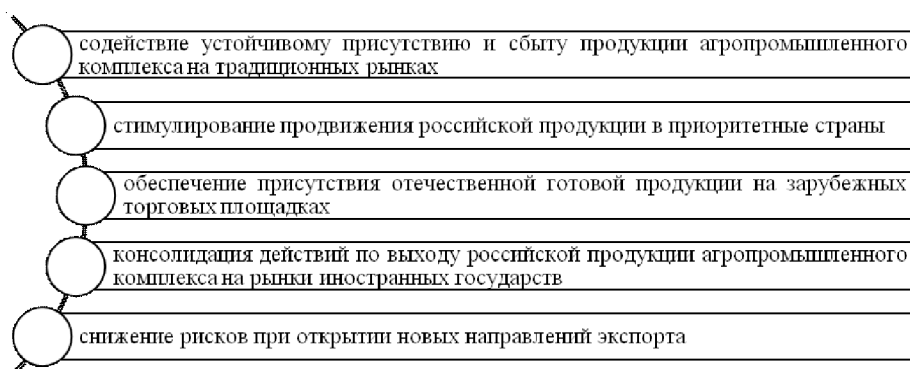 содействие устойчивому присутствию и сбыту продукции агропромышленного
комплекса на традиционных рынках
стимулирование продвижения российской продукции в приоритетные страны
обеспечение присутствия отечественной готовой продукции на зарубежных
торговых площадках
консолидация действий по выходу российской продукции агропромышленного
комплекса на рынки иностранных государств
снижение рисков при открытии новых направлений экспорта